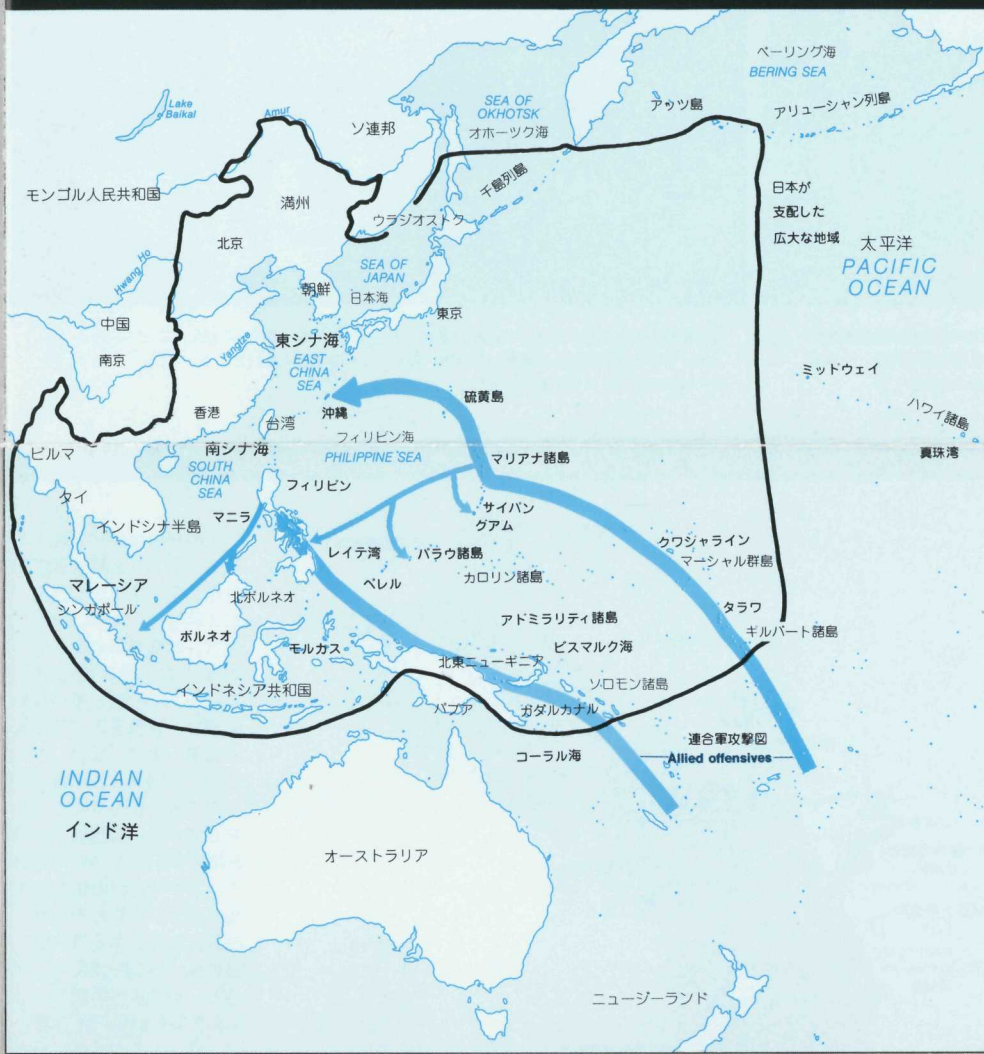 ベーリング海
BERING SEA
Lake
Baikal
Amur
ソ連邦
SEA OF
OKHOTSK
オホーツク海
アッツ島
アリューシャン列島
モンゴル人民共和国
満州
千島列島
日本が
支配した
広大な地域
ウラジオストク
北京
太平洋
PACIFIC
OCEAN
SEA OF
JAPAN
Hwang Ho
朝鮮
日本海
東京
中国
南京
Yangtze
東シナ海
EAST
CHINA
SEA
ミッドウェイ
硫黄島
沖縄
香港
台湾
ハワイ諸島
真珠湾
フィリピン海
PHILIPPINE SEA
南シナ海
SOUTH
CHINA
SEA
ビルマ
マリアナ諸島
フィリピン
タイ
サイパン
グアム
マニラ
インドシナ半島
レイテ湾
パラウ諸島
クワシャライン
マーシャル群島
カロリン諸島
ペレル
マレーシア
北ボルネオ
シンガポール
タラワ
アドミラリティ諸島
ギルバート諸島
ボルネオ
モルカス
ビスマルク海
北東ニューギニア
ソロモン諸島
インドネシア共和国
パプア
ガダルカナル
連合軍攻撃図
Allied offensives
コーラル海
INDIAN
OCEAN
インド洋
オーストラリア
ニュージーランド